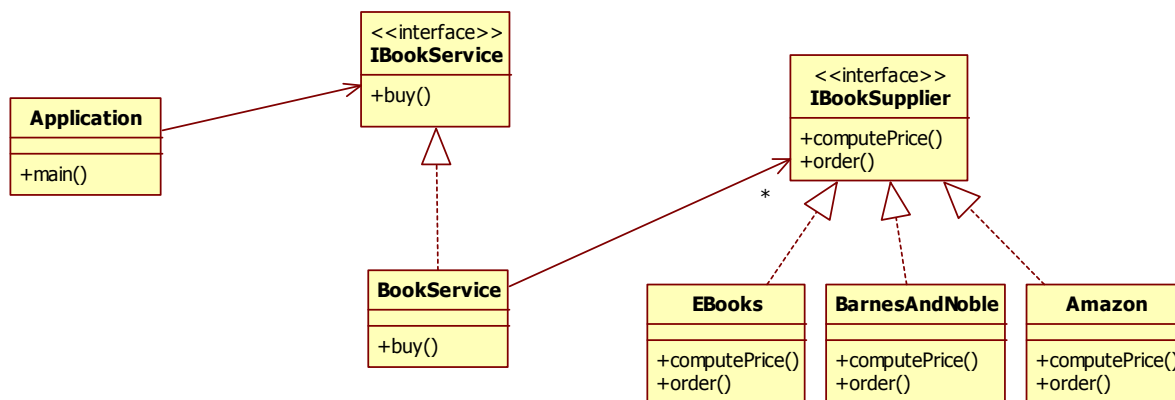 <<interface>>
IBookService
+buy()
Application
+main()
<<interface>>
IBookSupplier
+computePrice()
+order()
*
BookService
+buy()
EBooks
+computePrice()
+order()
BarnesAndNoble
+computePrice()
+order()
Amazon
+computePrice()
+order()